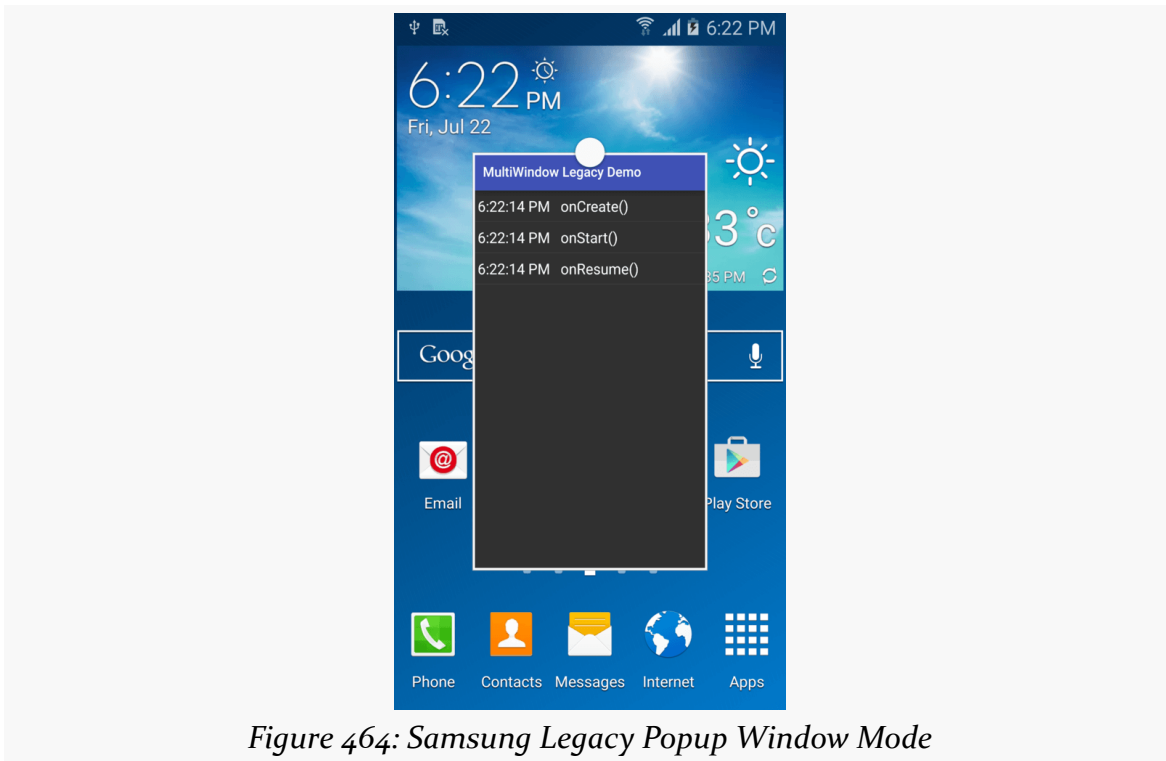 6:22 PM
6:22 PM
Fri, Jul 22
MultiWindow Legacy Demo
6:22:14 PM onCreate()
6:22:14 PM onStart()
3°c
6:22:14 PM onResume()
35 PM
Goog
Email
Play Store
Phone Contacts Messages Internet Apps
Figure 464: Samsung Legacy Popup Window Mode